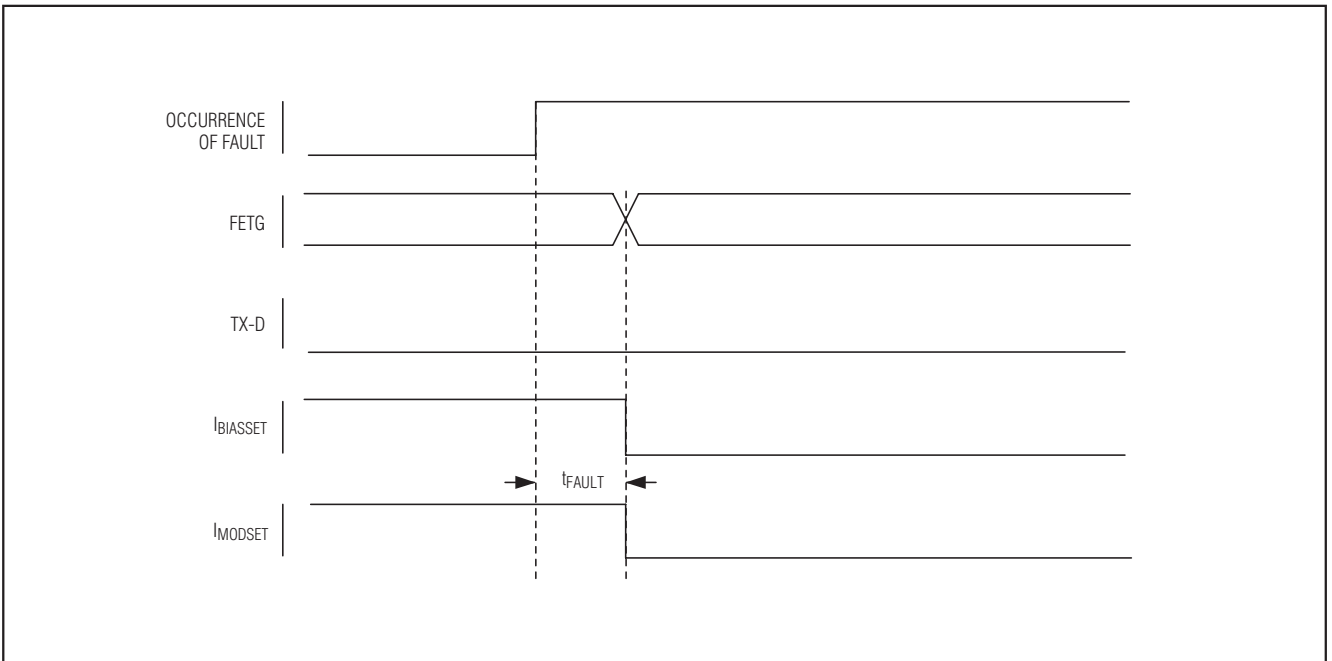 OCCURRENCE
OF FAULT
FETG
TX-D
IBIASSET
tFAULT
IMODSET